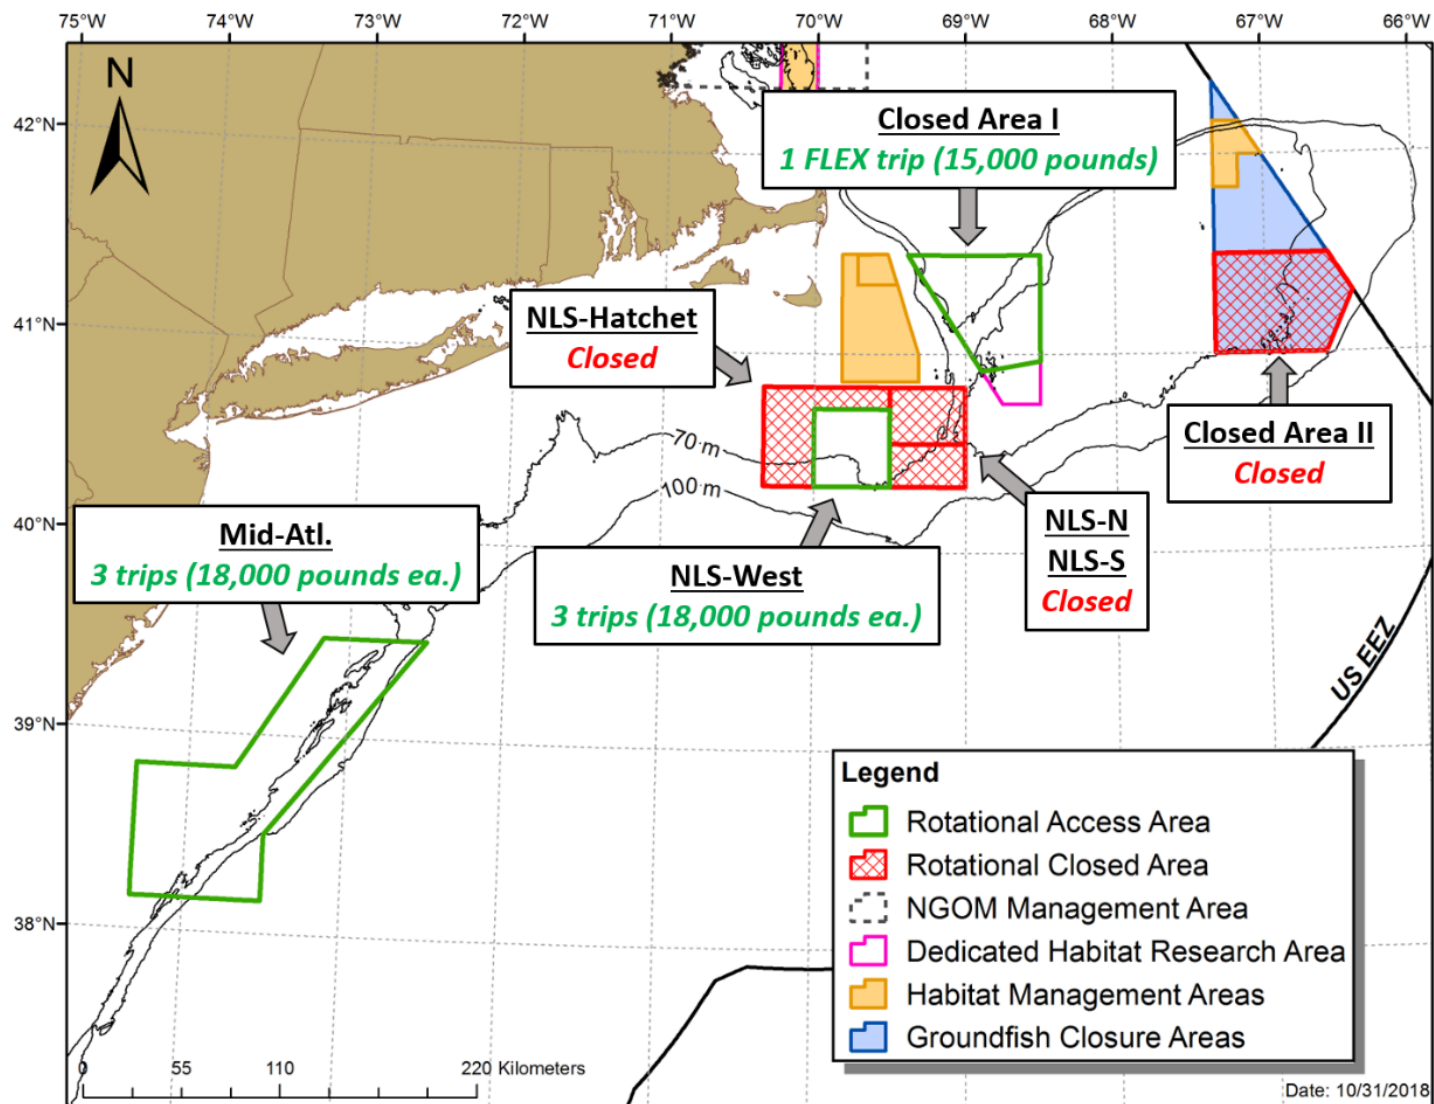 75°W 74°W 73°W 72°W 71°W 70°W 69°W 68°W 67°W 66°W
N
42°N
Closed Area I
1 FLEX trip (15,000 pounds)
41°N
NLS-Hatchet
Closed
Closed Area II
Closed
70 m
100 m
40°N
NLS-N
NLS-S
Closed
Mid-Atl.
3 trips (18,000 pounds ea.)
NLS-West
3 trips (18,000 pounds ea.)
US EEZ
39°N
38°N
Legend
Rotational Access Area
Rotational Closed Area
NGOM Management Area
Dedicated Habitat Research Area
Habitat Management Areas
Groundfish Closure Areas
0 55 110 220 Kilometers
Date: 10/31/2018